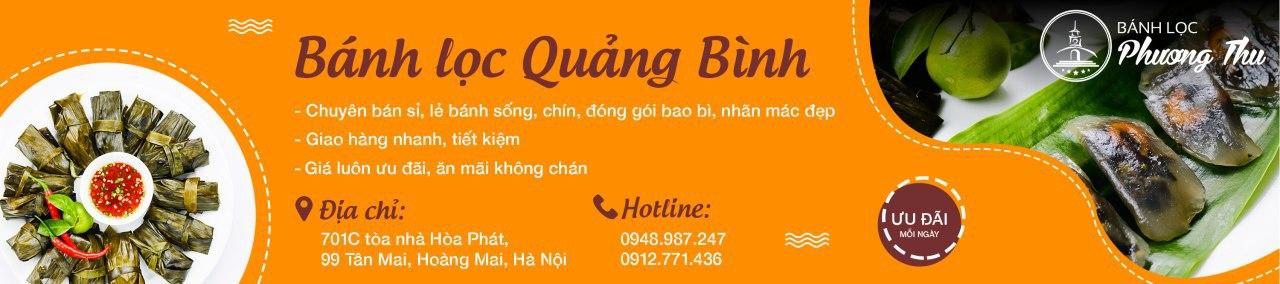 BÁNH LỌC
Phương Thu
Bánh lọc Quảng Bình
- Chuyên bán sỉ, lẻ bánh sống, chín, đóng gói bao bì, nhãn mác đẹp
- Giao hàng nhanh, tiết kiệm
- Giá luôn ưu đãi, ăn mãi không chán
Địa chỉ:
701C tòa nhà Hòa Phát,
99 Tân Mai, Hoàng Mai, Hà Nội
Hotline:
0948.987.247
0912.771.436
ƯU ĐÃI
MỖI NGÀY